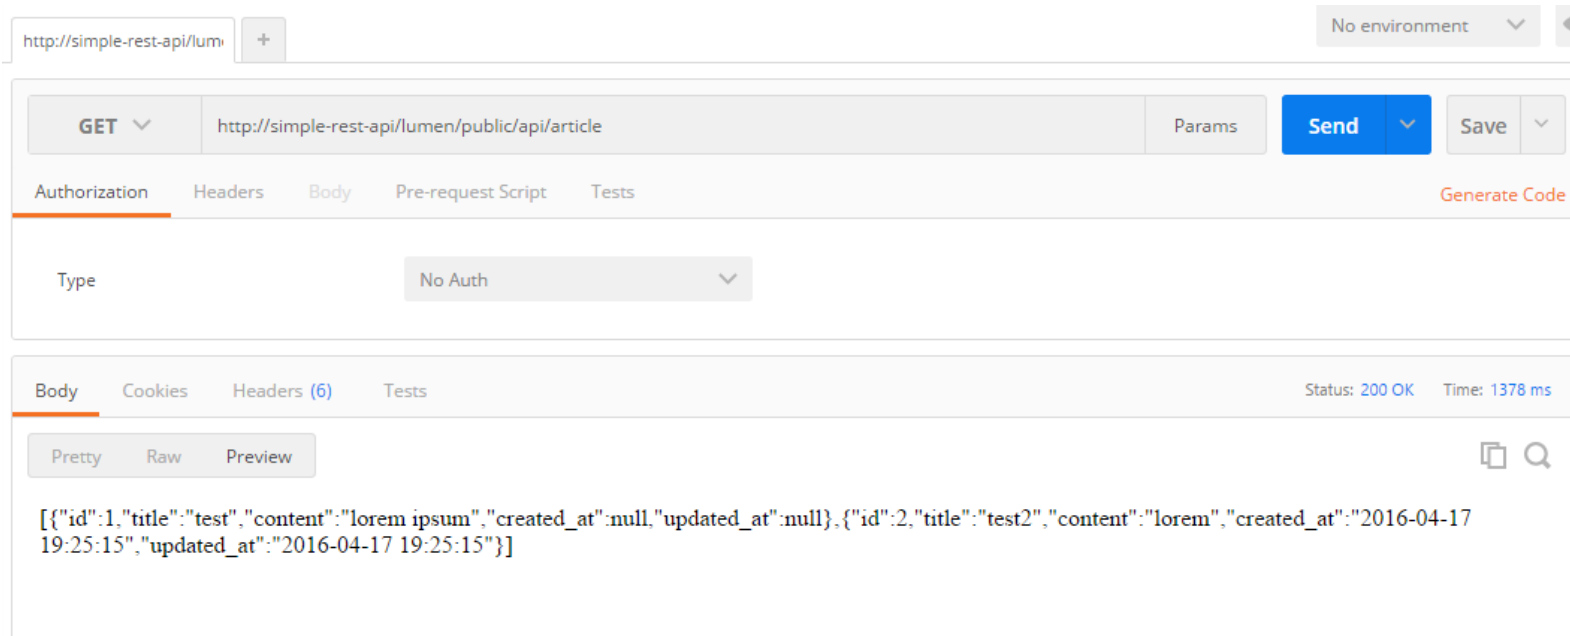 http://simple-rest-api/lum
+
No environment
GET
http://simple-rest-api/lumen/public/api/article
Params
Send
Save
Authorization Headers Body Pre-request Script Tests
Generate Code
Type
No Auth
Body Cookies Headers (6) Tests
Status: 200 OK Time: 1378 ms
Pretty Raw Preview
[{"id":1,"title":"test","content":"lorem ipsum","created_at":null,"updated_at":null},{"id":2,"title":"test2","content":"lorem","created_at":"2016-04-17
19:25:15","updated_at":"2016-04-17 19:25:15"}]